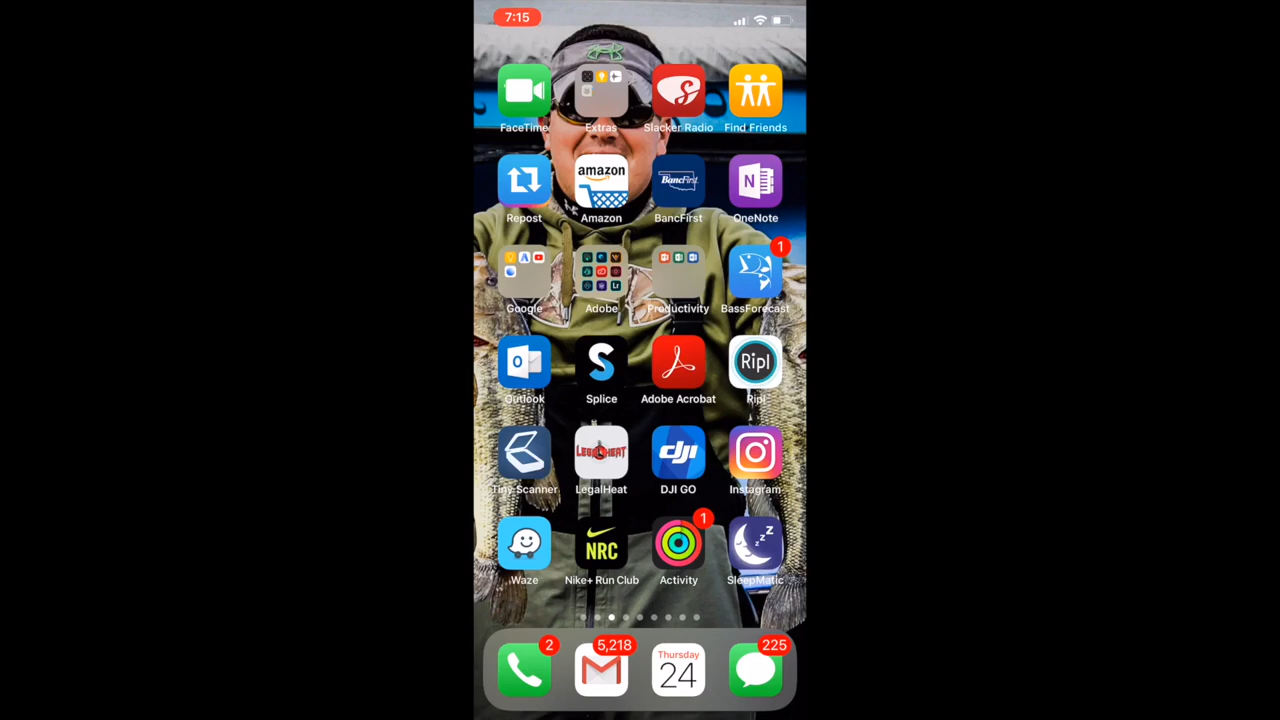 7:15
FaceTime Extras Slacker Radio Find Friends
amazon BancFirst N
Repost Amazon BancFirst OneNote
1
Google Adobe Productivity BassForecast
Lr
O S Ripl
Outlook Splice Adobe Acrobat Ripl
LEGALHEAT dji
Tiny Scanner LegalHeat DJI GO Instagram
1
NRC z z z
Waze Nike+ Run Club Activity SleepMatic
2 5,218 Thursday 225
24